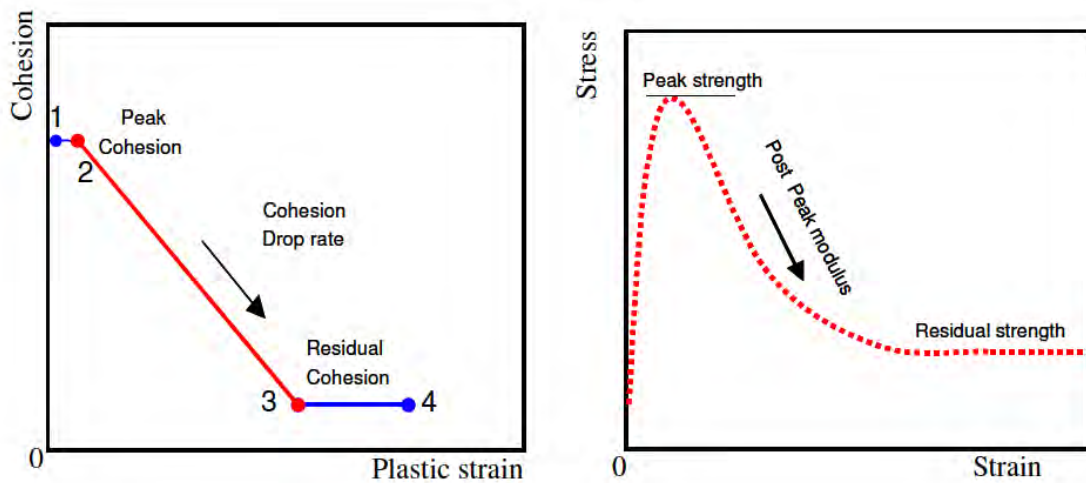 Cohesion
1
Peak
Cohesion
2
Cohesion
Drop rate
Residual
Cohesion
3
4
0
Plastic strain
Stress
Peak strength
Post Peak modulus
Residual strength
0
Strain